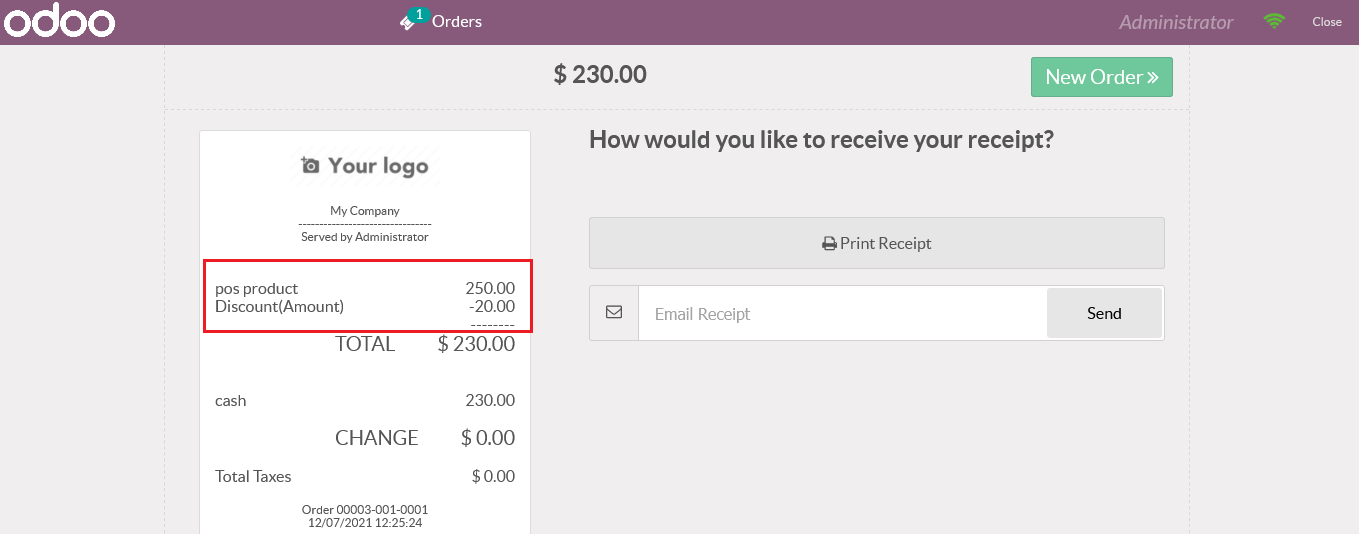 odoo
1 Orders
Administrator
Close
$ 230.00
New Order »
Your logo
My Company
--------------------------------
Served by Administrator
pos product 250.00
Discount(Amount) -20.00
--------
TOTAL $ 230.00
cash 230.00
CHANGE $ 0.00
Total Taxes $ 0.00
Order 00003-001-0001
12/07/2021 12:25:24
How would you like to receive your receipt?
Print Receipt
Email Receipt
Send